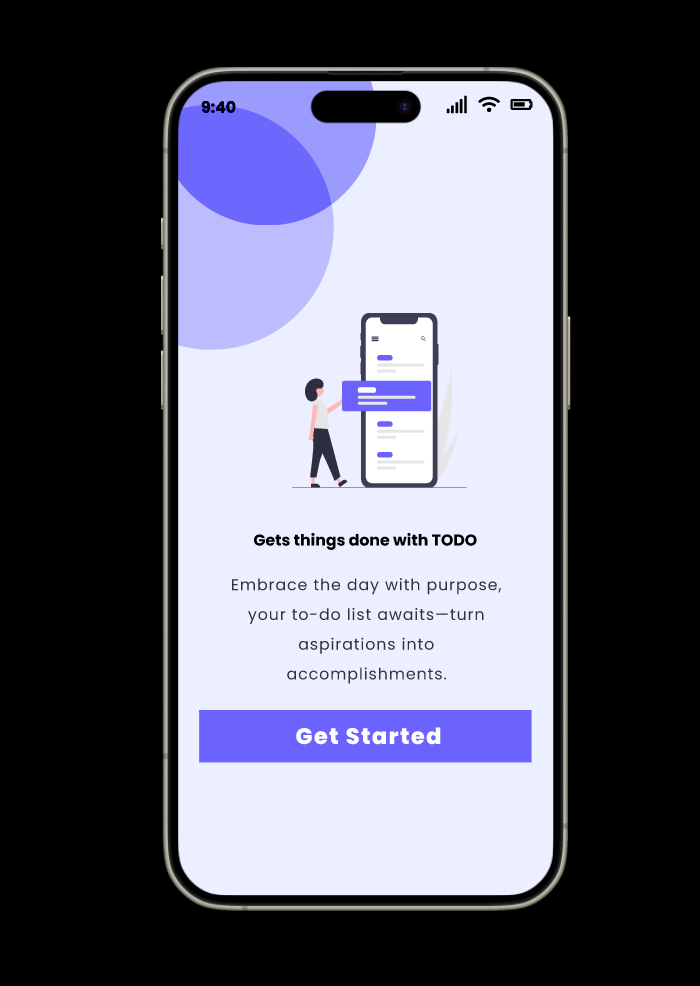 9:40
Gets things done with TODO
Embrace the day with purpose,
your to-do list awaits—turn
aspirations into
accomplishments.
Get Started